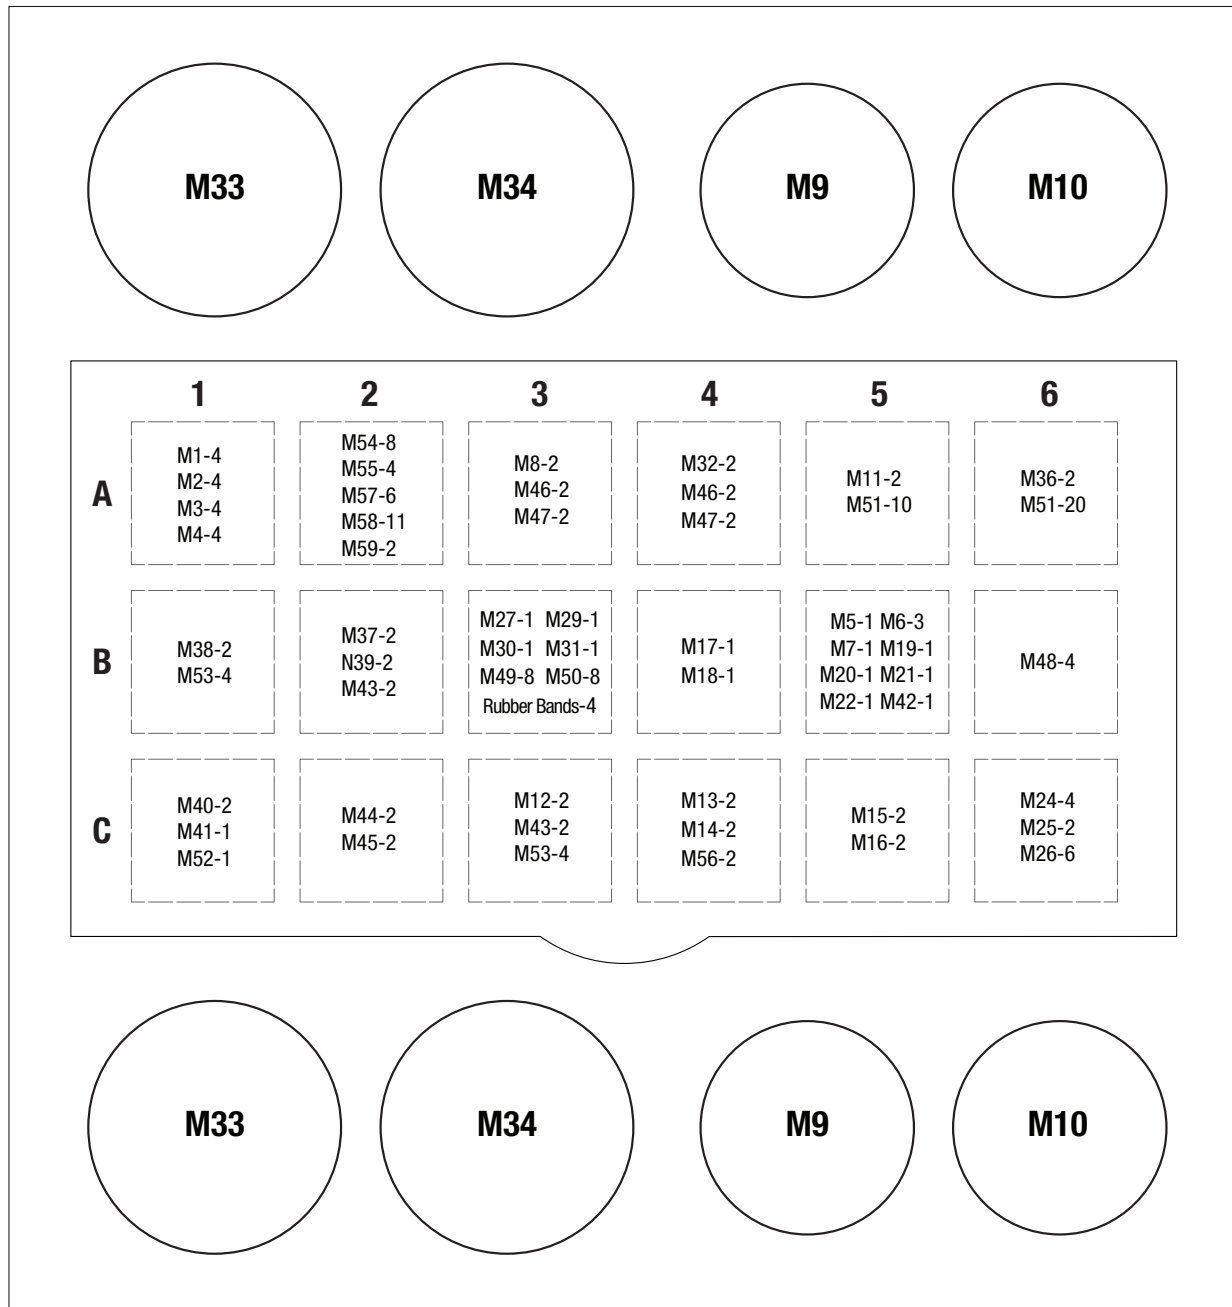 M33 M34 M9 M10
1 2 3 4 5 6
A
M1-4
M2-4
M3-4
M4-4
M54-8
M55-4
M57-6
M58-11
M59-2
M8-2
M46-2
M47-2
M32-2
M46-2
M47-2
M11-2
M51-10
M36-2
M51-20
B
M38-2
M53-4
M37-2
N39-2
M43-2
M27-1 M29-1
M30-1 M31-1
M49-8 M50-8
Rubber Bands-4
M17-1
M18-1
M5-1 M6-3
M7-1 M19-1
M20-1 M21-1
M22-1 M42-1
M48-4
C
M40-2
M41-1
M52-1
M44-2
M45-2
M12-2
M43-2
M53-4
M13-2
M14-2
M56-2
M15-2
M16-2
M24-4
M25-2
M26-6
M33 M34 M9 M10